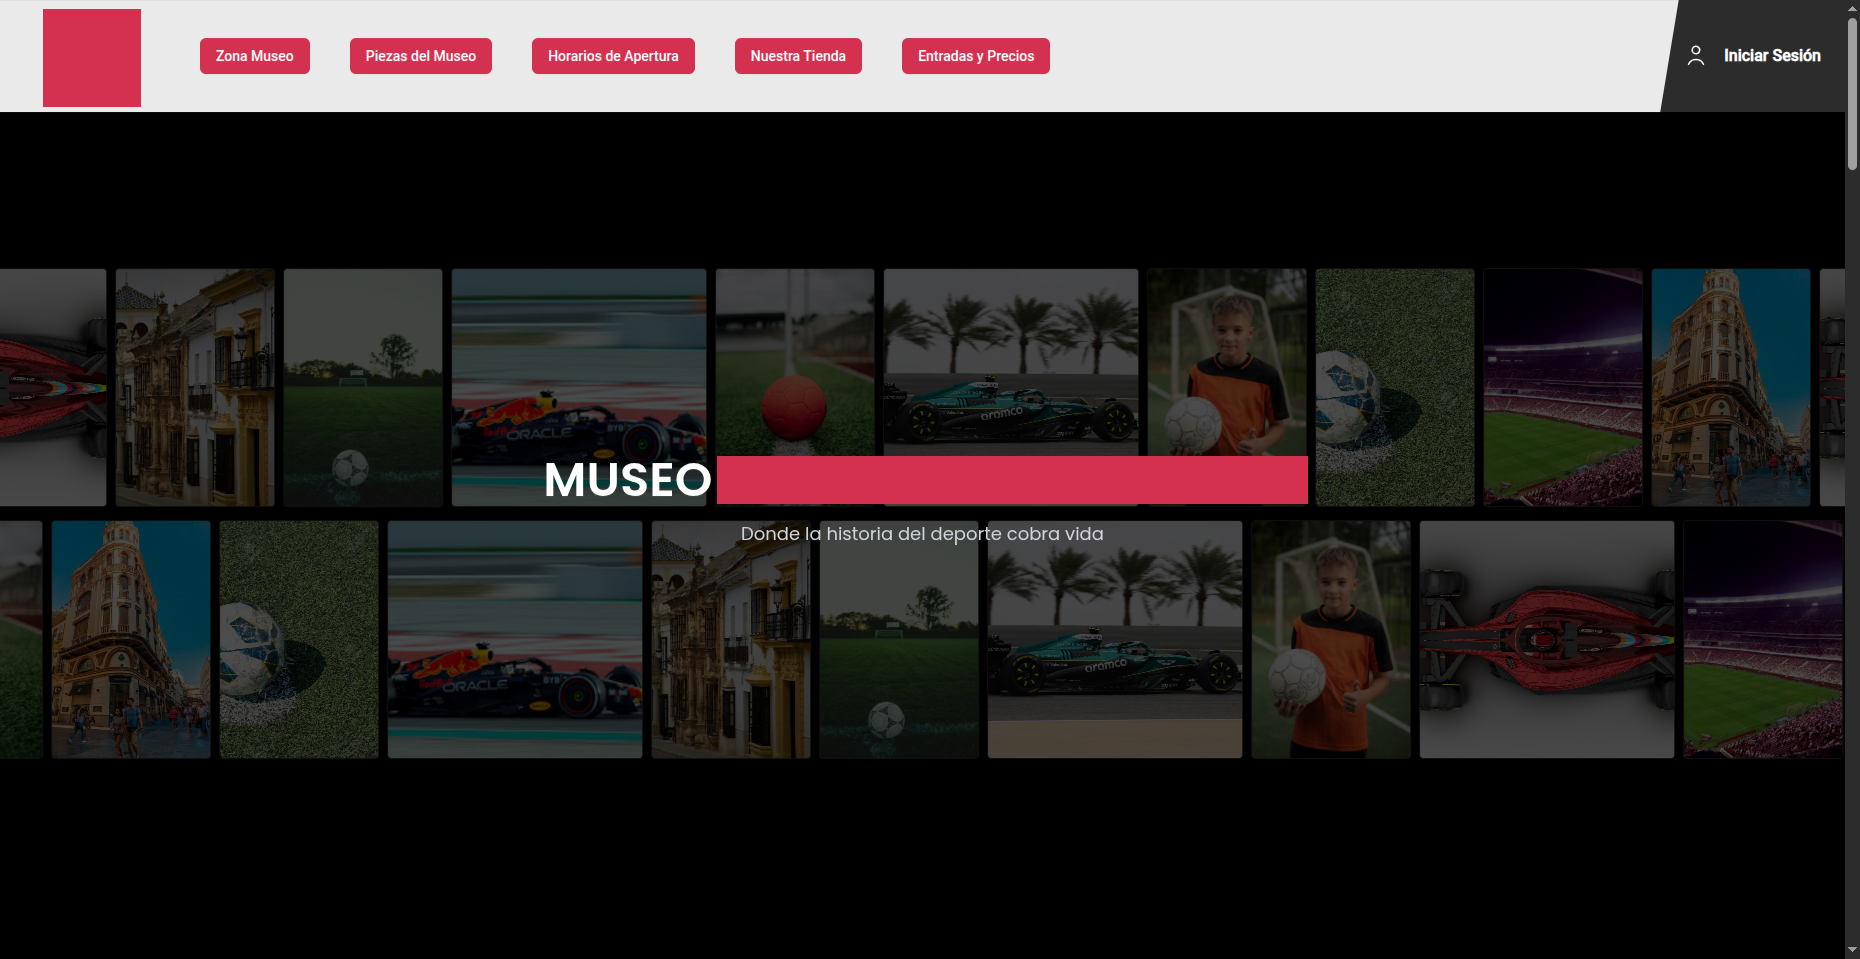 Zona Museo
Piezas del Museo
Horarios de Apertura
Nuestra Tienda
Entradas y Precios
Iniciar Sesión
ORACLE
aramco
MUSEO
Donde la historia del deporte cobra vida
ORACLE
aramco